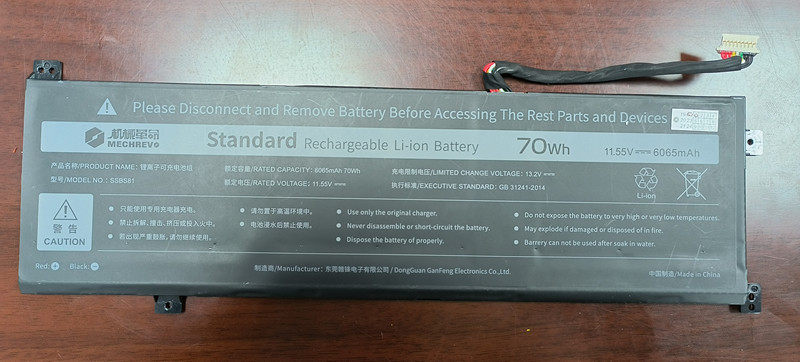 Please Disconnect and Remove Battery Before Accessing The Rest Parts and Devices
机械革命
MECHREVO
Standard Rechargeable Li-ion Battery 70Wh 11.55V 6065mAh
产品名称/PRODUCT NAME: 锂离子可充电池组
型号/MODEL NO.: SSBS81
额定容量/RATED CAPACITY: 6065mAh 70Wh
额定电压/RATED VOLTAGE: 11.55V
充电限制电压/LIMITED CHANGE VOLTAGE: 13.2V
执行标准/EXECUTIVE STANDARD: GB 31241-2014
Li-ion
警告
CAUTION
● 只能使用专用充电器充电。
● 禁止拆解、撞击、挤压或投入火中。
● 若出现严重鼓胀,请勿继续使用。
● 请勿置于高温环境中。
● 电池浸水后禁止使用。
● Use only the original charger.
● Never disassemble or short-circuit the battery.
● Dispose the battery of properly.
● Do not expose the battery to very high or very low temperatures.
● May explode if damaged or disposed of in fire.
● Barrery can not be used after soak in water.
Red: + Black: −
制造商/Manufacturer: 东莞赣锋电子有限公司 / DongGuan GanFeng Electronics Co.,Ltd.
中国制造/Made in China